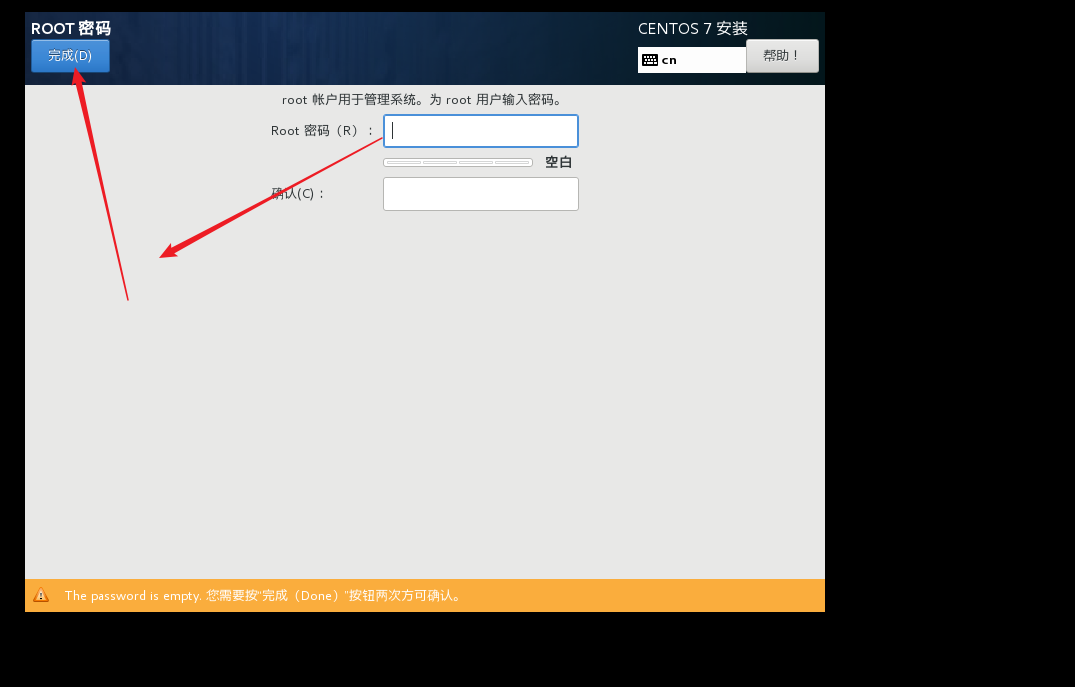 ROOT 密码
CENTOS 7 安装
完成(D)
cn
帮助！
root 帐户用于管理系统。为 root 用户输入密码。
Root 密码（R）：
空白
确认(C)：
The password is empty. 您需要按“完成（Done）”按钮两次方可确认。